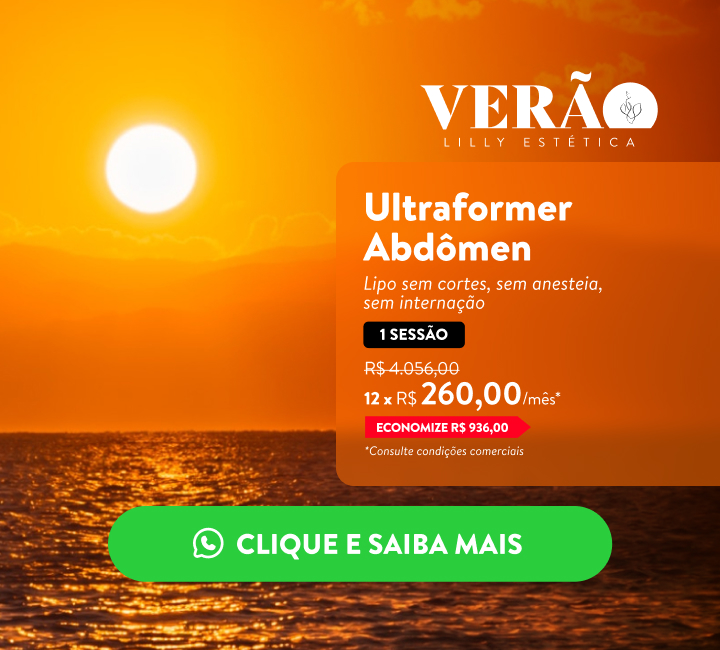 VERÃO
LILLY ESTÉTICA
Ultraformer
Abdômen
Lipo sem cortes, sem anesteia,
sem internação
1 SESSÃO
R$ 4.056,00
12 x R$ 260,00/mês*
ECONOMIZE R$ 936,00
*Consulte condições comerciais
CLIQUE E SAIBA MAIS